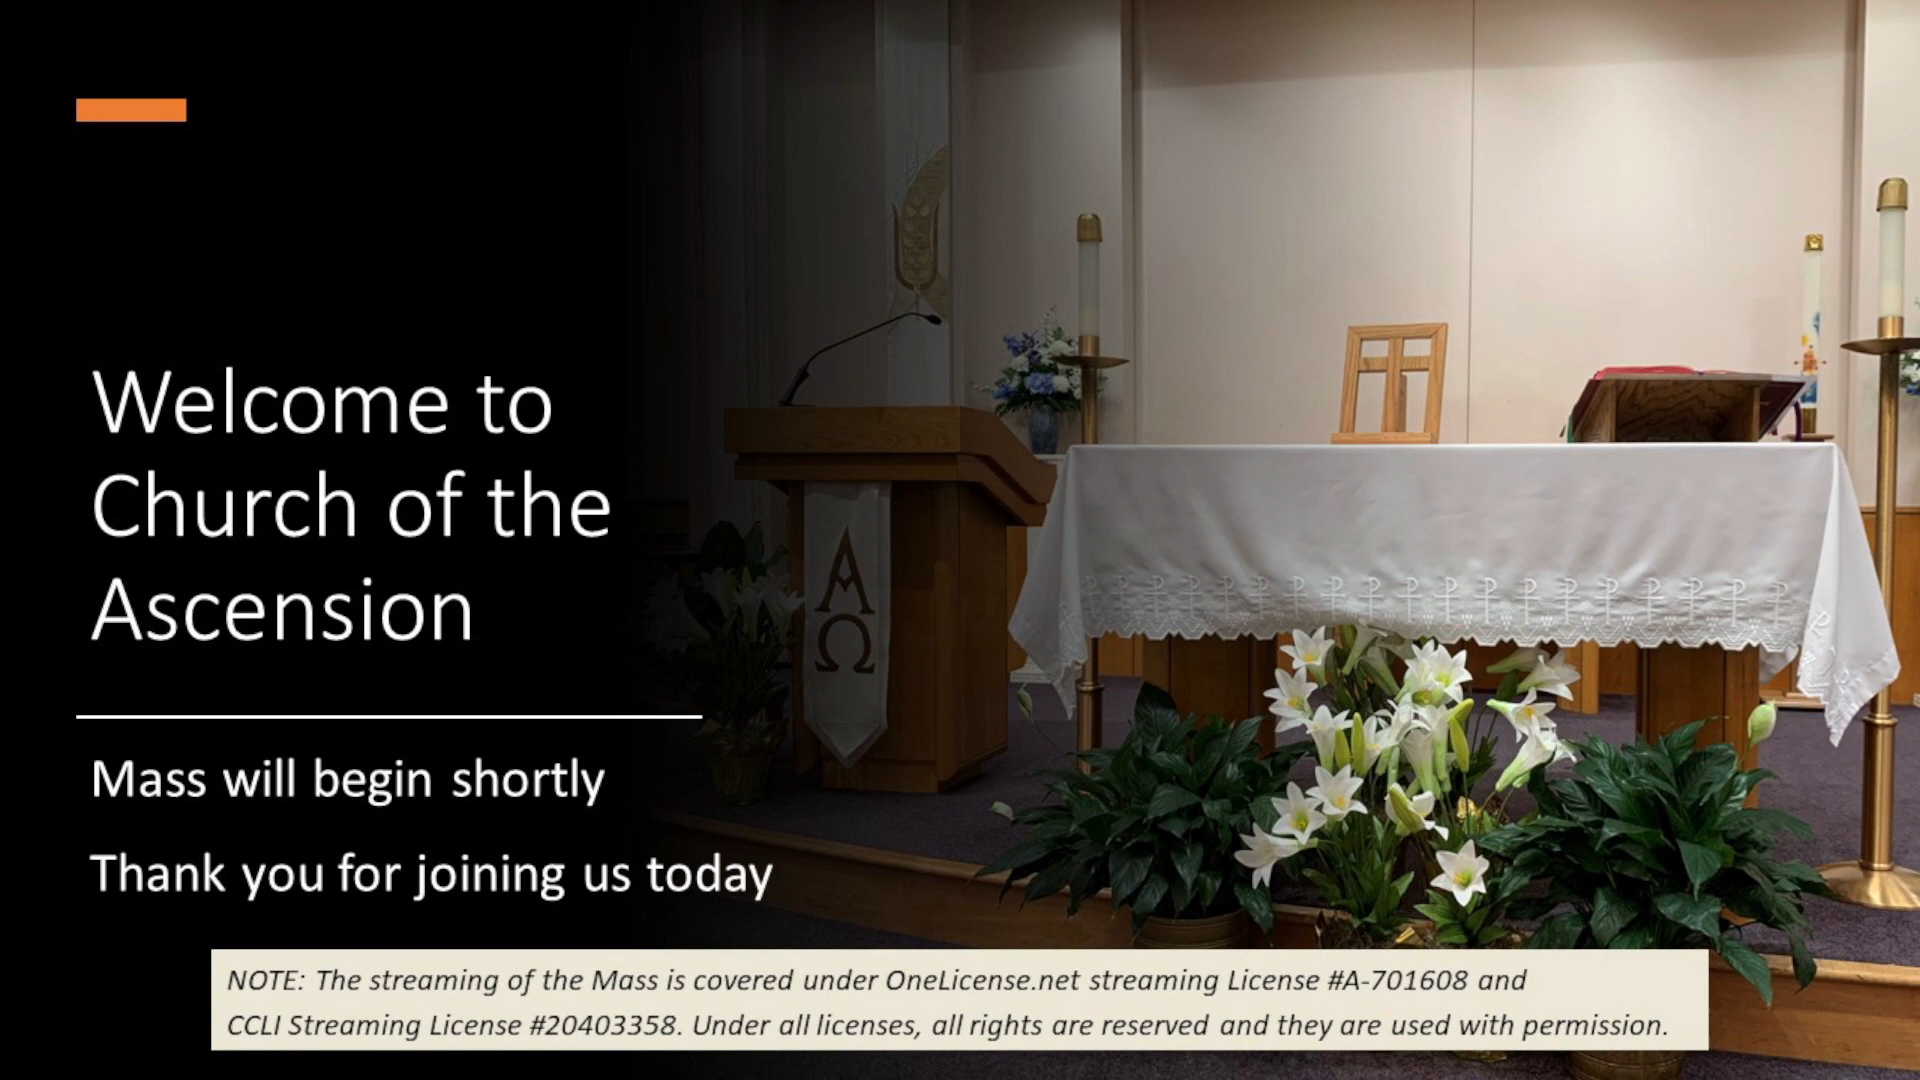 Welcome to
Church of the
Ascension
Mass will begin shortly
Thank you for joining us today
ΑΩ
NOTE: The streaming of the Mass is covered under OneLicense.net streaming License #A-701608 and
CCLI Streaming License #20403358. Under all licenses, all rights are reserved and they are used with permission.